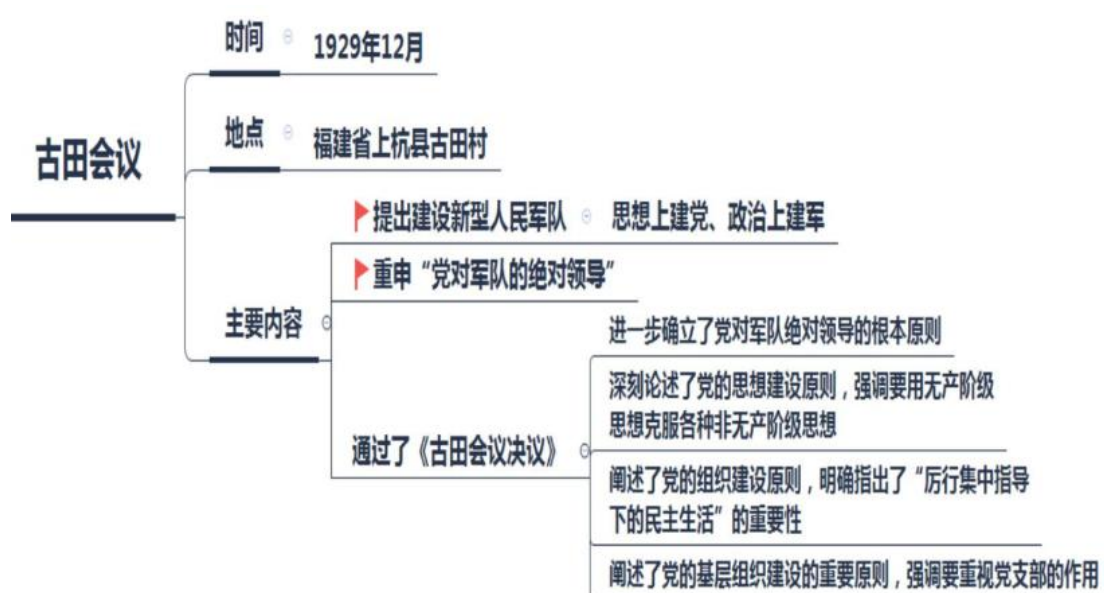 古田会议
时间
1929年12月
地点
福建省上杭县古田村
主要内容
提出建设新型人民军队
思想上建党、政治上建军
重申“党对军队的绝对领导”
通过了《古田会议决议》
进一步确立了党对军队绝对领导的根本原则
深刻论述了党的思想建设原则，强调要用无产阶级
思想克服各种非无产阶级思想
阐述了党的组织建设原则，明确指出了“厉行集中指导
下的民主生活”的重要性
阐述了党的基层组织建设的重要原则，强调要重视党支部的作用